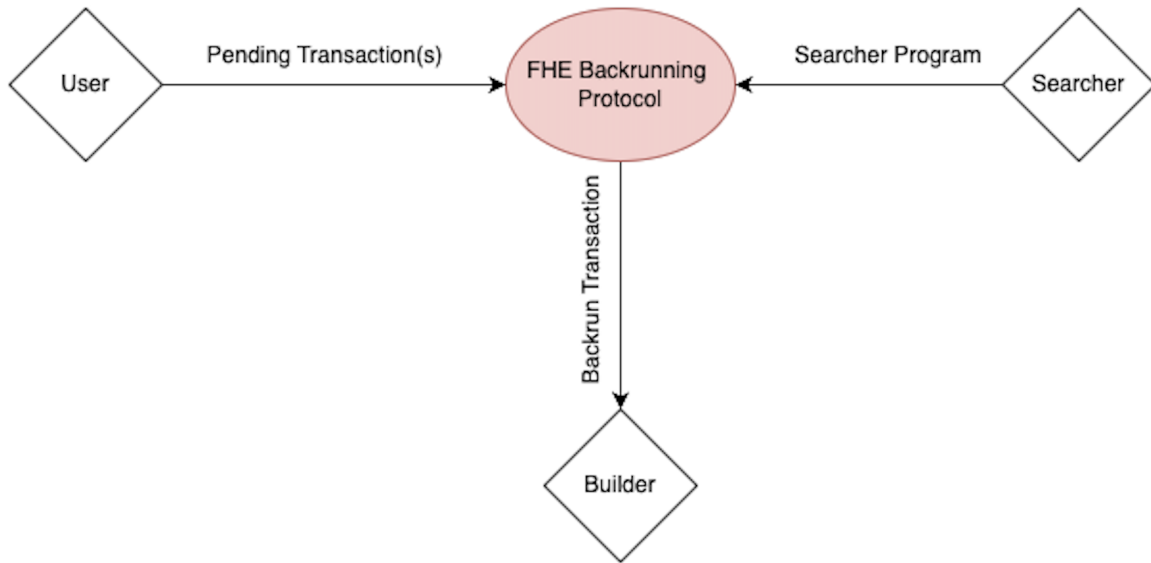 Pending Transaction(s)
Searcher Program
User
FHE Backrunning
Protocol
Searcher
Backrun Transaction
Builder